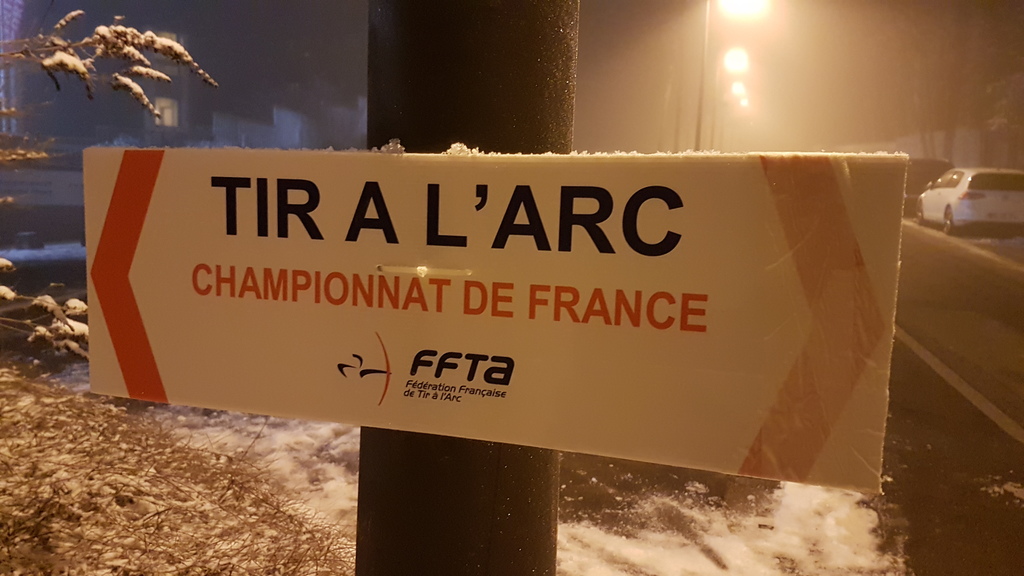 TIR A L'ARC
CHAMPIONNAT DE FRANCE
FFTa
Fédération Française
de Tir à l'Arc